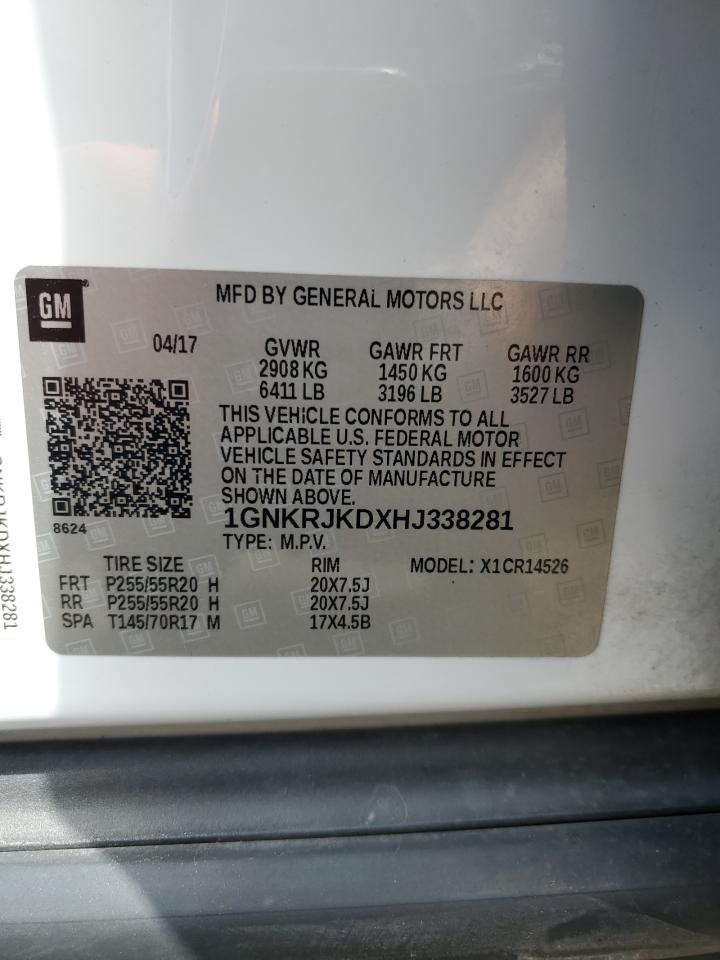 GM
MFD BY GENERAL MOTORS LLC
04/17 GVWR GAWR FRT GAWR RR
2908 KG 1450 KG 1600 KG
6411 LB 3196 LB 3527 LB
THIS VEHICLE CONFORMS TO ALL
APPLICABLE U.S. FEDERAL MOTOR
VEHICLE SAFETY STANDARDS IN EFFECT
ON THE DATE OF MANUFACTURE
SHOWN ABOVE.
8624
1GNKRJKDXHJ338281
TYPE: M.P.V.
TIRE SIZE RIM MODEL: X1CR14526
FRT P255/55R20 H 20X7.5J
RR P255/55R20 H 20X7.5J
SPA T145/70R17 M 17X4.5B